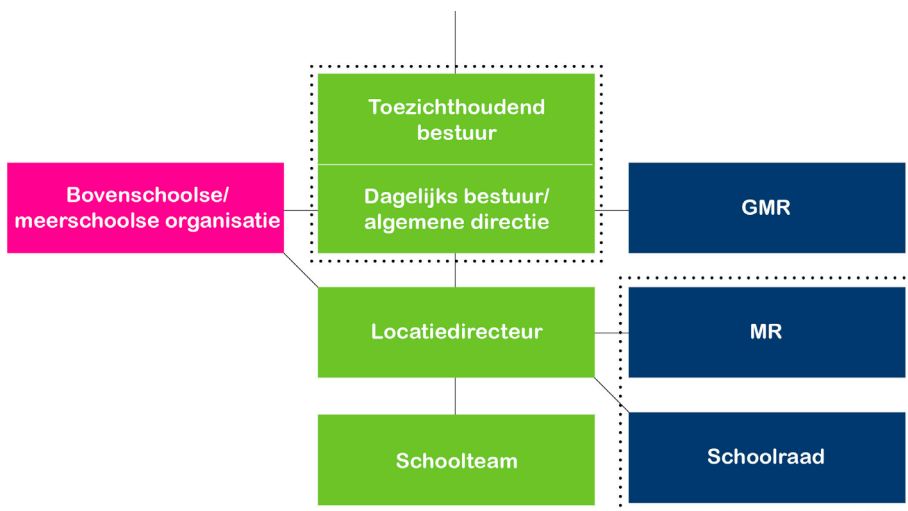 Toezichthoudend
bestuur
Bovenschoolse/
meerschoolse organisatie
Dagelijks bestuur/
algemene directie
GMR
Locatiedirecteur
MR
Schoolteam
Schoolraad